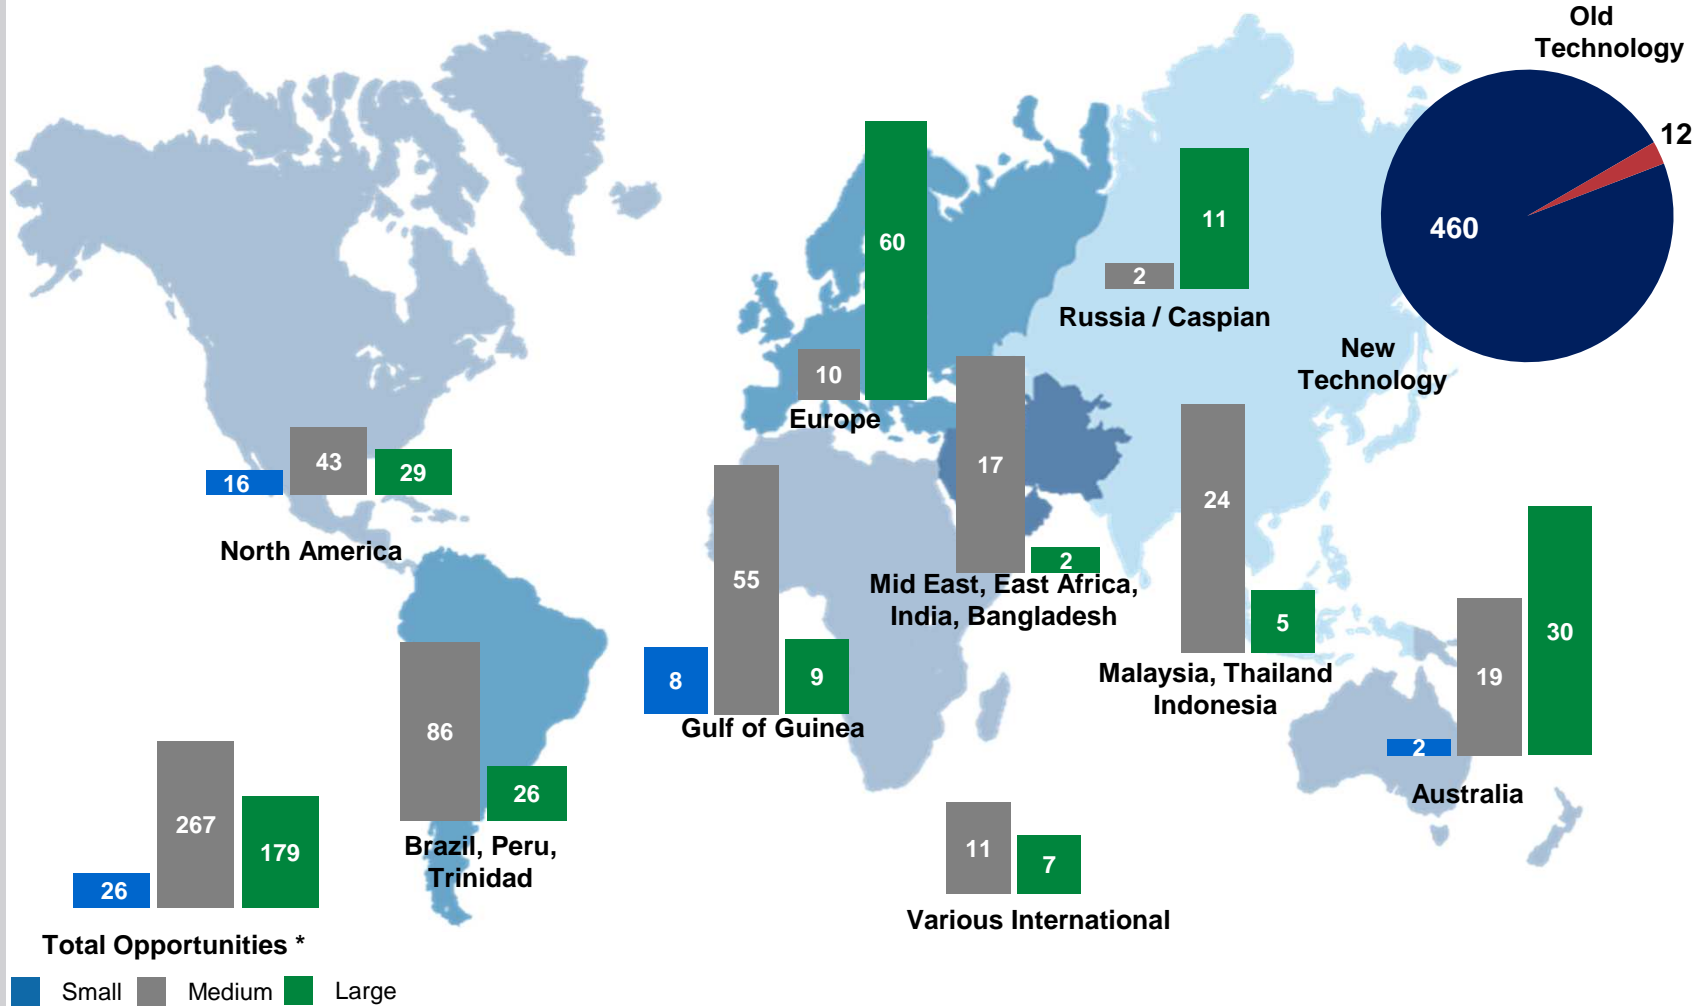 Old
Technology
12
460
New
Technology
60
10
Europe
2
11
Russia / Caspian
16
43
29
North America
17
2
Mid East, East Africa,
India, Bangladesh
24
5
Malaysia, Thailand
Indonesia
8
55
9
Gulf of Guinea
2
19
30
Australia
86
26
Brazil, Peru,
Trinidad
11
7
Various International
26
267
179
Total Opportunities *
Small Medium Large